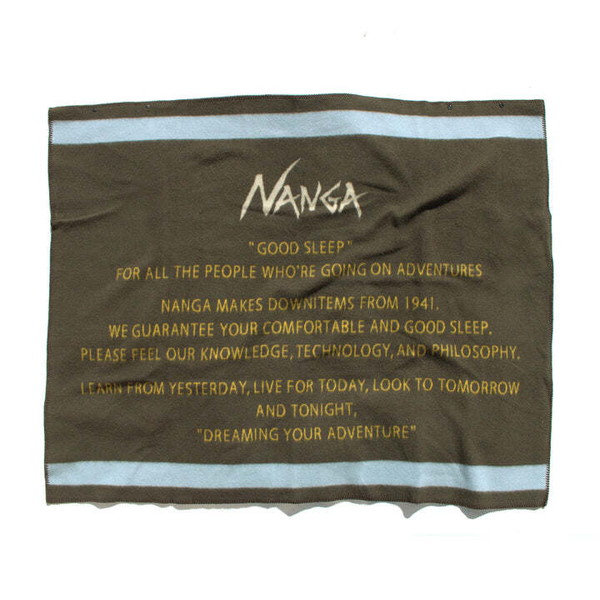 NANGA
"GOOD SLEEP"
FOR ALL THE PEOPLE WHO'RE GOING ON ADVENTURES
NANGA MAKES DOWNITEMS FROM 1941.
WE GUARANTEE YOUR COMFORTABLE AND GOOD SLEEP.
PLEASE FEEL OUR KNOWLEDGE, TECHNOLOGY, AND PHILOSOPHY.
LEARN FROM YESTERDAY, LIVE FOR TODAY, LOOK TO TOMORROW
AND TONIGHT,
"DREAMING YOUR ADVENTURE"